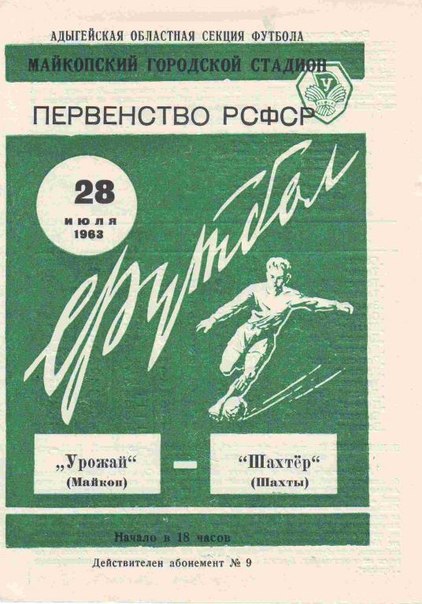 АДЫГЕЙСКАЯ ОБЛАСТНАЯ СЕКЦИЯ ФУТБОЛА
МАЙКОПСКИЙ ГОРОДСКОЙ СТАДИОН
У
ПЕРВЕНСТВО РСФСР
28
июля
1963
Футбол
„Урожай“ — “Шахтёр“
(Майкоп) (Шахты)
Начало в 18 часов
Действителен абонемент № 9